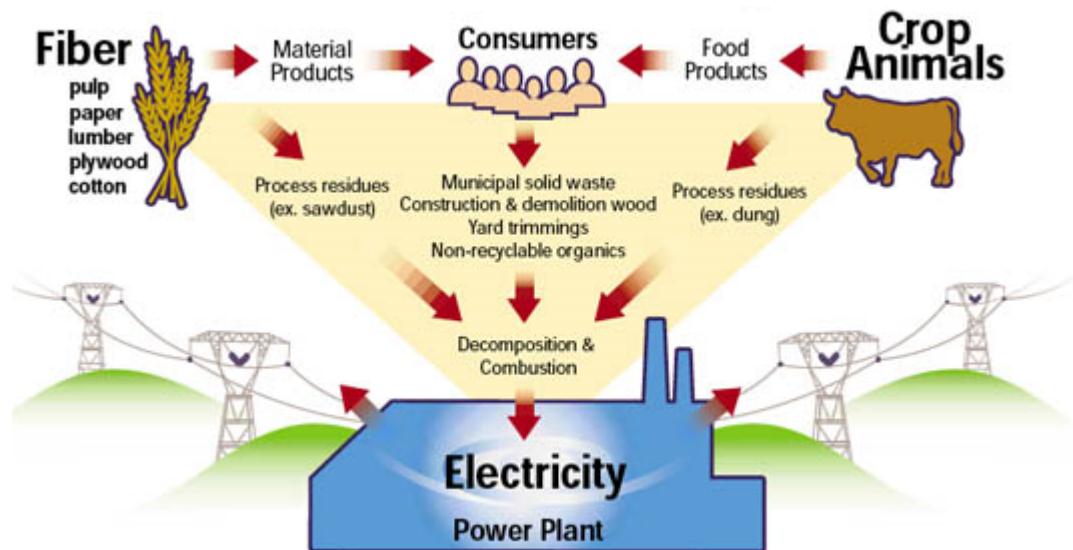 Fiber
pulp
paper
lumber
plywood
cotton
Material
Products
Consumers
Food
Products
Crop
Animals
Process residues
(ex. sawdust)
Municipal solid waste
Construction & demolition wood
Yard trimmings
Non-recyclable organics
Process residues
(ex. dung)
Decomposition &
Combustion
Electricity
Power Plant